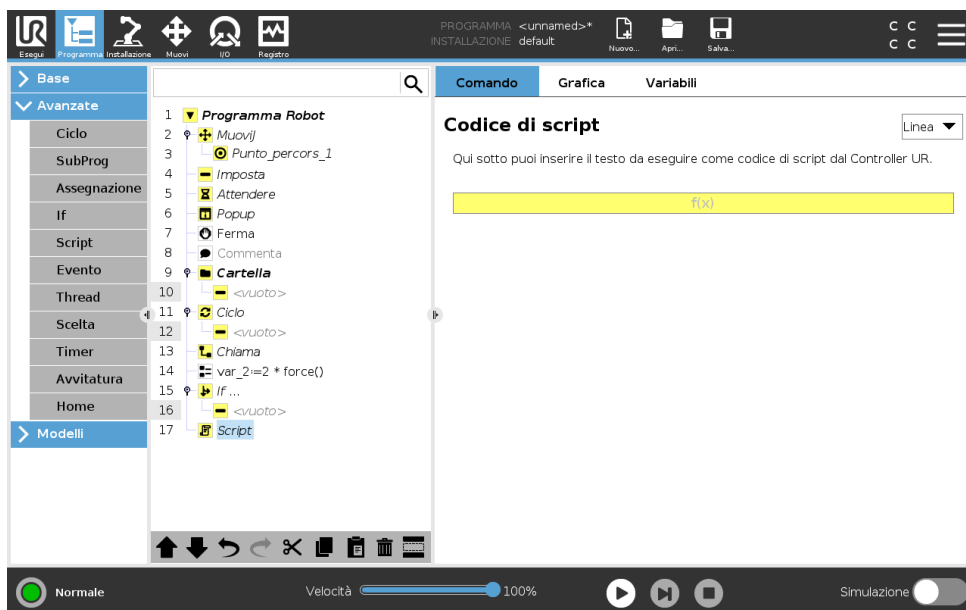 PROGRAMMA <unnamed>*
INSTALLAZIONE default
Esegui Programma Installazione Muovi I/O Registro
Nuovo... Apri... Salva...
C C
C C
Base
Avanzate
Ciclo
SubProg
Assegnazione
If
Script
Evento
Thread
Scelta
Timer
Avvitatura
Home
Modelli
1 Programma Robot
2 MuoviJ
3 Punto_percors_1
4 Imposta
5 Attendere
6 Popup
7 Ferma
8 Commenta
9 Cartella
10 <vuoto>
11 Ciclo
12 <vuoto>
13 Chiama
14 var_2:=2 * force()
15 If ...
16 <vuoto>
17 Script
Comando Grafica Variabili
Codice di script
Linea
Qui sotto puoi inserire il testo da eseguire come codice di script dal Controller UR.
f(x)
Normale
Velocità 100%
Simulazione